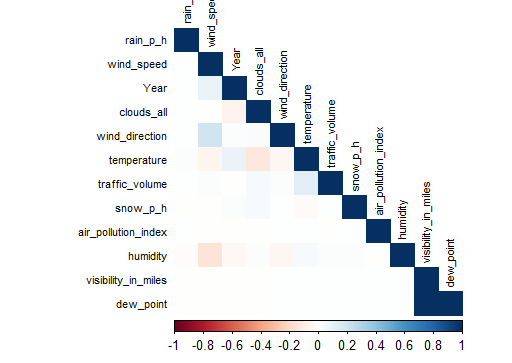 rain_
wind_spe
Year
clouds_all
wind_direction
temperature
traffic_volume
snow_p_h
air_pollution_index
humidity
visibility_in_miles
dew_point
rain_p_h
wind_speed
Year
clouds_all
wind_direction
temperature
traffic_volume
snow_p_h
air_pollution_index
humidity
visibility_in_miles
dew_point
-1 -0.8 -0.6 -0.4 -0.2 0 0.2 0.4 0.6 0.8 1